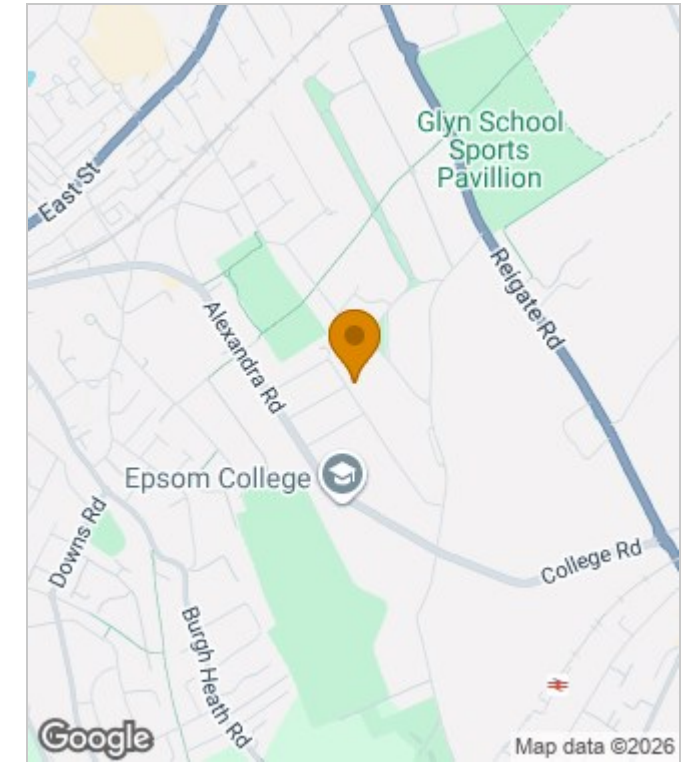 Glyn School
Sports
Pavillion
East St
Reigate Rd
Alexandra Rd
Epsom College
Downs Rd
College Rd
Burgh Heath Rd
Google
Map data ©2026